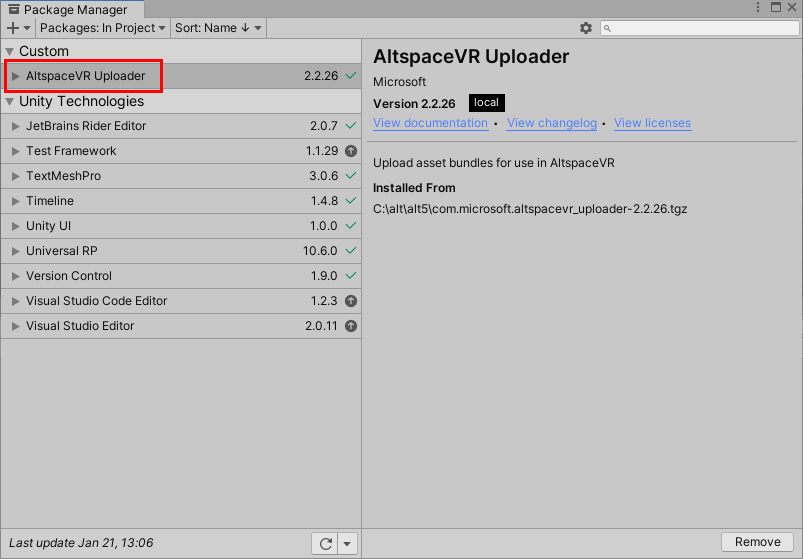 Package Manager
Packages: In Project
Sort: Name ↓
Custom
AltspaceVR Uploader 2.2.26
Unity Technologies
JetBrains Rider Editor 2.0.7
Test Framework 1.1.29
TextMeshPro 3.0.6
Timeline 1.4.8
Unity UI 1.0.0
Universal RP 10.6.0
Version Control 1.9.0
Visual Studio Code Editor 1.2.3
Visual Studio Editor 2.0.11
Last update Jan 21, 13:06
AltspaceVR Uploader
Microsoft
Version 2.2.26 local
View documentation • View changelog • View licenses
Upload asset bundles for use in AltspaceVR
Installed From
C:\alt\alt5\com.microsoft.altspacevr_uploader-2.2.26.tgz
Remove